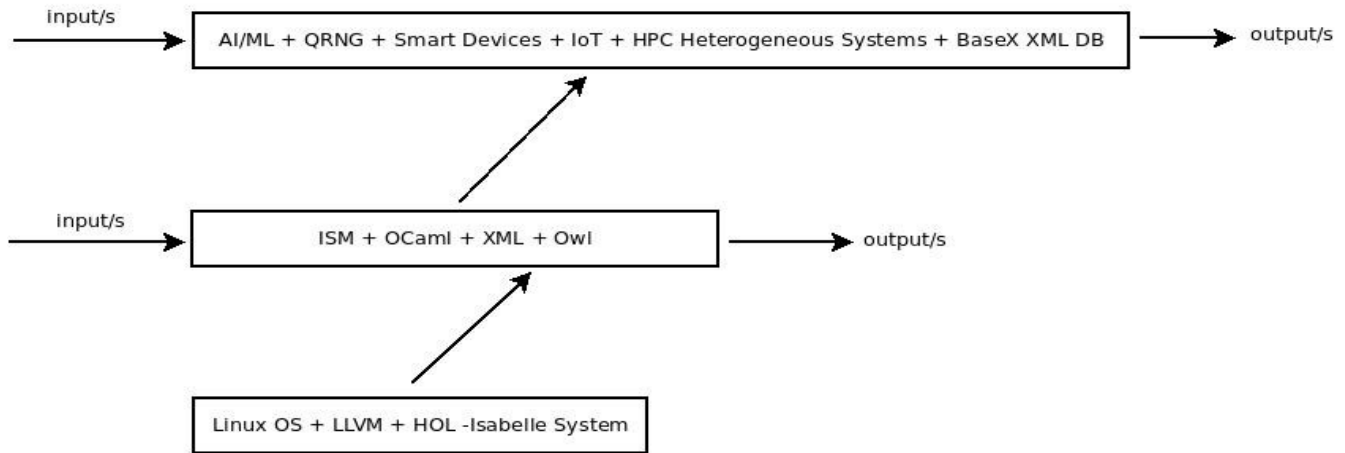 input/s
AI/ML + QRNG + Smart Devices + IoT + HPC Heterogeneous Systems + BaseX XML DB
output/s
input/s
ISM + OCaml + XML + Owl
output/s
Linux OS + LLVM + HOL -Isabelle System